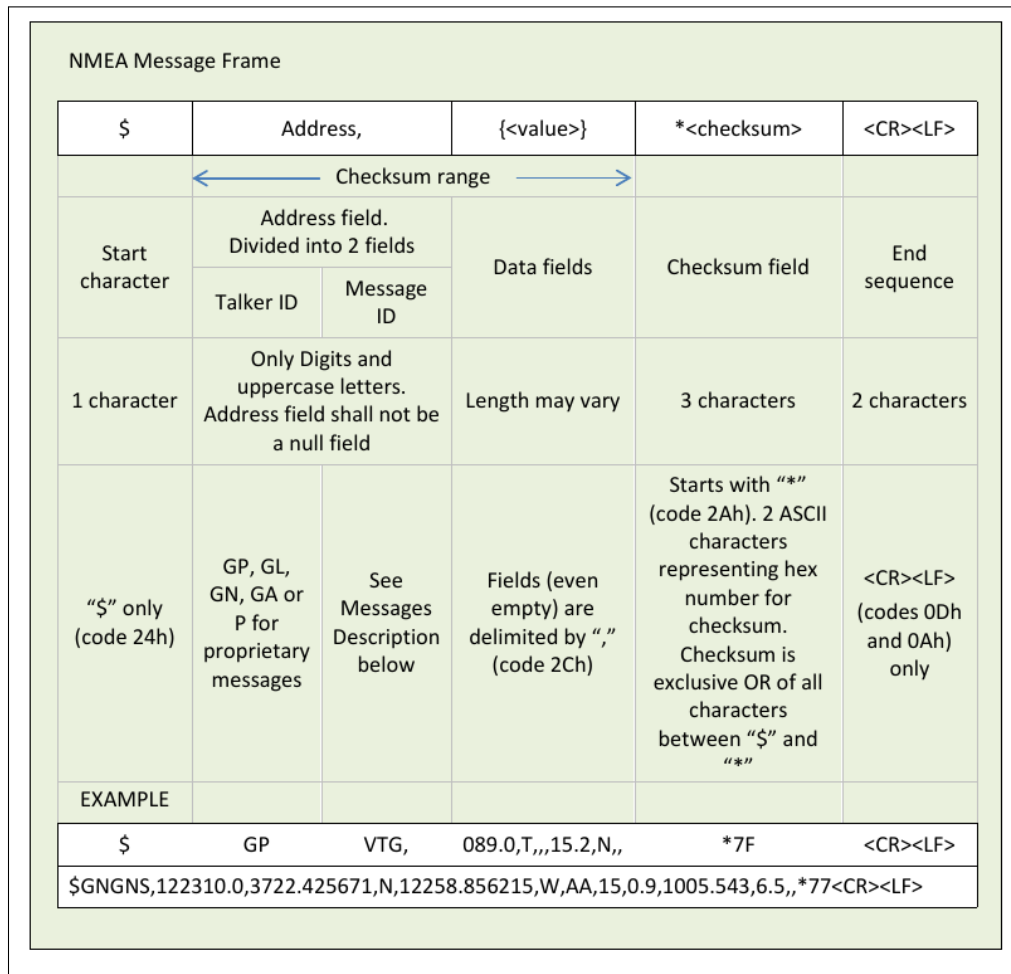 NMEA Message Frame
$ Address, {<value>} *<checksum> <CR><LF>
Checksum range
Start
character
Address field.
Divided into 2 fields
Talker ID
Message
ID
Data fields
Checksum field
End
sequence
1 character
Only Digits and
uppercase letters.
Address field shall not be
a null field
Length may vary
3 characters
2 characters
“$” only
(code 24h)
GP, GL,
GN, GA or
P for
proprietary
messages
See
Messages
Description
below
Fields (even
empty) are
delimited by “,”
(code 2Ch)
Starts with “*”
(code 2Ah). 2 ASCII
characters
representing hex
number for
checksum.
Checksum is
exclusive OR of all
characters
between “$” and
“*”
<CR><LF>
(codes 0Dh
and 0Ah)
only
EXAMPLE
$ GP VTG, 089.0,T,,,15.2,N,, *7F <CR><LF>
$GNGNS,122310.0,3722.425671,N,12258.856215,W,AA,15,0.9,1005.543,6.5,,*77<CR><LF>